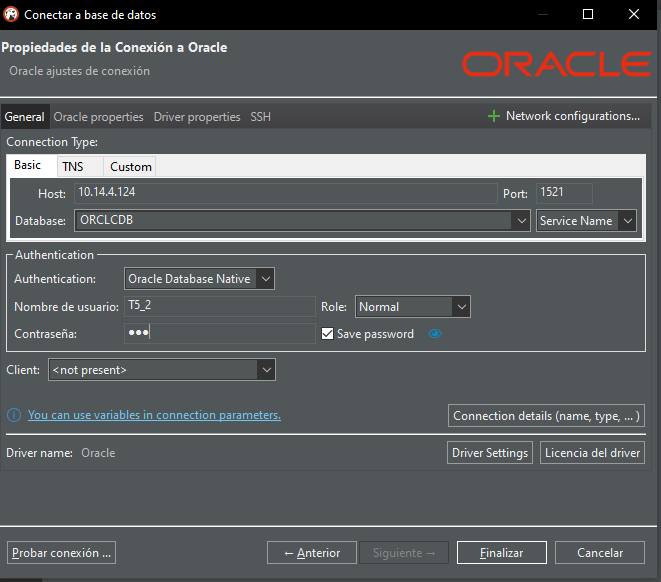 Conectar a base de datos
Propiedades de la Conexión a Oracle
Oracle ajustes de conexión
ORACLE
General Oracle properties Driver properties SSH Network configurations...
Connection Type:
Basic TNS Custom
Host: 10.14.4.124 Port: 1521
Database: ORCLCDB Service Name
Authentication
Authentication: Oracle Database Native
Nombre de usuario: T5_2 Role: Normal
Contraseña: ●●● Save password
Client: <not present>
You can use variables in connection parameters. Connection details (name, type, ... )
Driver name: Oracle Driver Settings Licencia del driver
Probar conexión ... ← Anterior Siguiente → Finalizar Cancelar